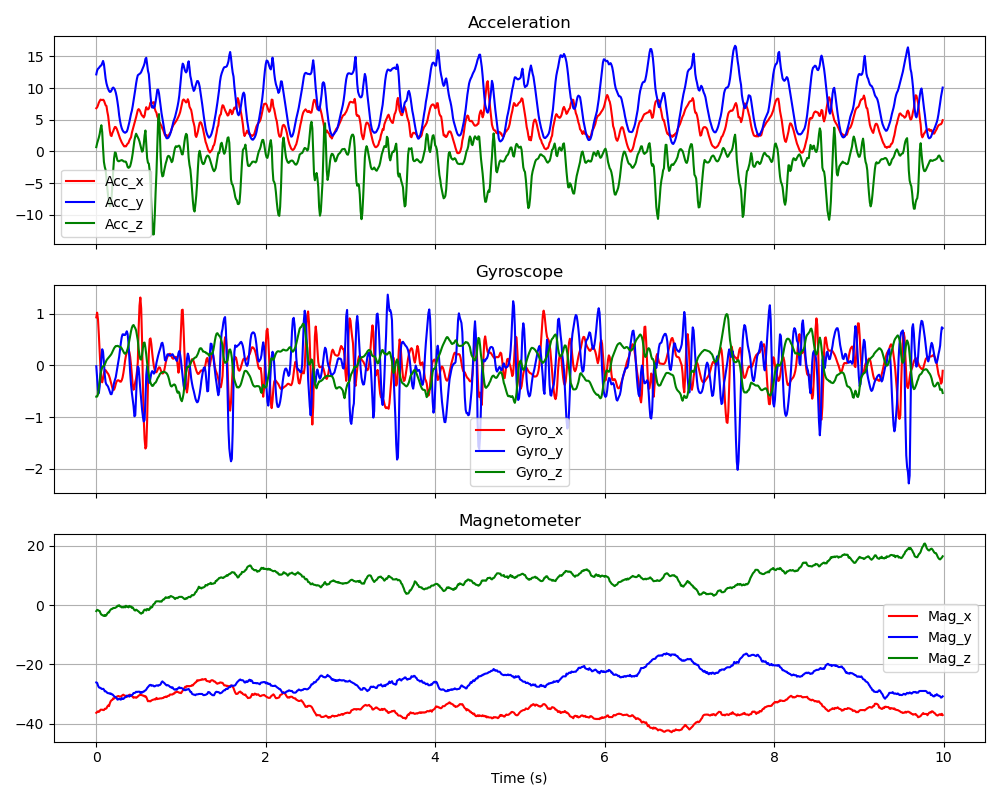 Acceleration
15
10
5
0
−5
−10
Acc_x
Acc_y
Acc_z
Gyroscope
1
0
−1
−2
Gyro_x
Gyro_y
Gyro_z
Magnetometer
20
0
−20
−40
Mag_x
Mag_y
Mag_z
0 2 4 6 8 10
Time (s)